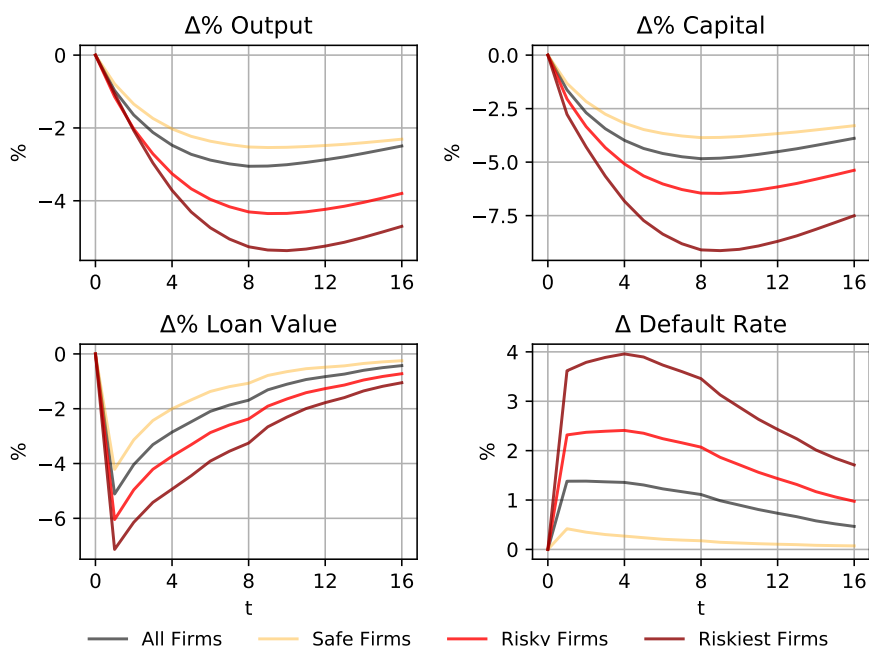 Δ% Output
Δ% Capital
0
−2
−4
%
0 4 8 12 16
0.0
−2.5
−5.0
−7.5
%
0 4 8 12 16
Δ% Loan Value
Δ Default Rate
0
−2
−4
−6
%
0 4 8 12 16
t
4
3
2
1
0
%
0 4 8 12 16
t
All Firms Safe Firms Risky Firms Riskiest Firms